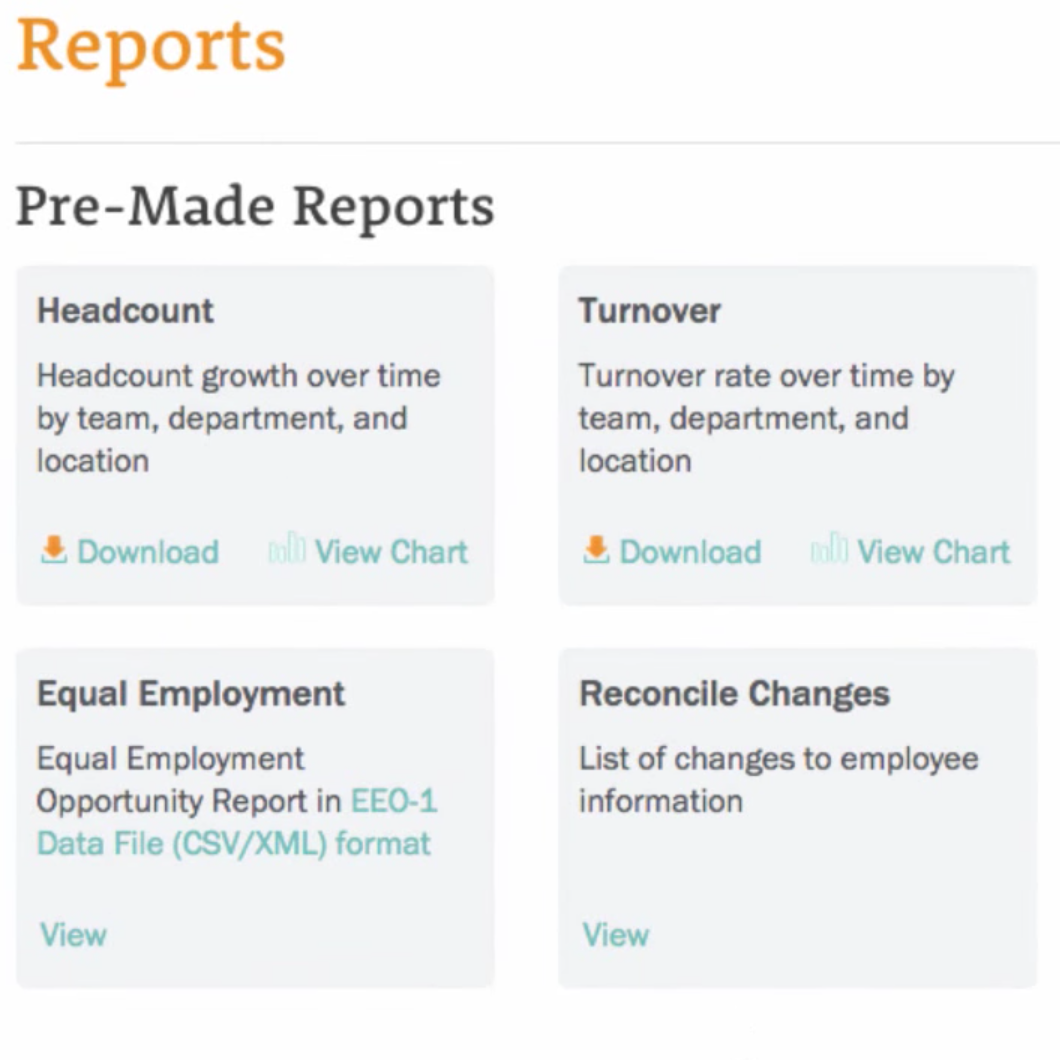 Reports
Pre-Made Reports
Headcount
Headcount growth over time
by team, department, and
location
Download View Chart
Turnover
Turnover rate over time by
team, department, and
location
Download View Chart
Equal Employment
Equal Employment
Opportunity Report in EEO-1
Data File (CSV/XML) format
View
Reconcile Changes
List of changes to employee
information
View